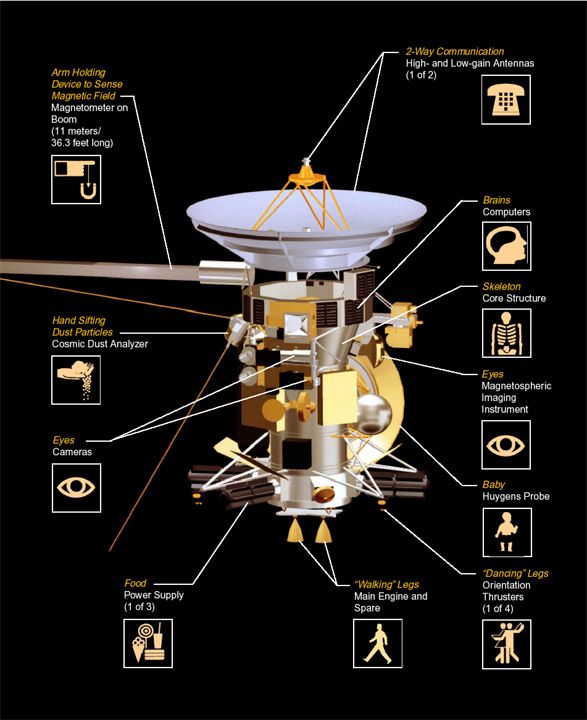 2-Way Communication
High- and Low-gain Antennas
(1 of 2)
Arm Holding
Device to Sense
Magnetic Field
Magnetometer on
Boom
(11 meters/
36.3 feet long)
Brains
Computers
Skeleton
Core Structure
Hand Sifting
Dust Particles
Cosmic Dust Analyzer
Eyes
Magnetospheric
Imaging
Instrument
Eyes
Cameras
Baby
Huygens Probe
Food
Power Supply
(1 of 3)
"Walking" Legs
Main Engine and
Spare
"Dancing" Legs
Orientation
Thrusters
(1 of 4)